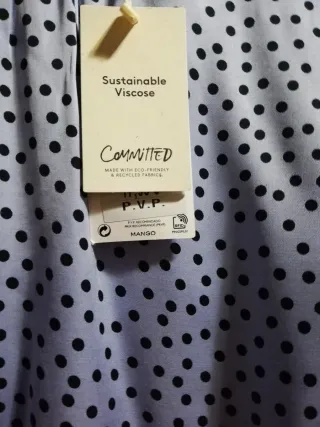 Sustainable
Viscose
COMMITTED
MADE WITH ECO-FRIENDLY
& RECYCLED FABRICS
P.V.P.
MANGO